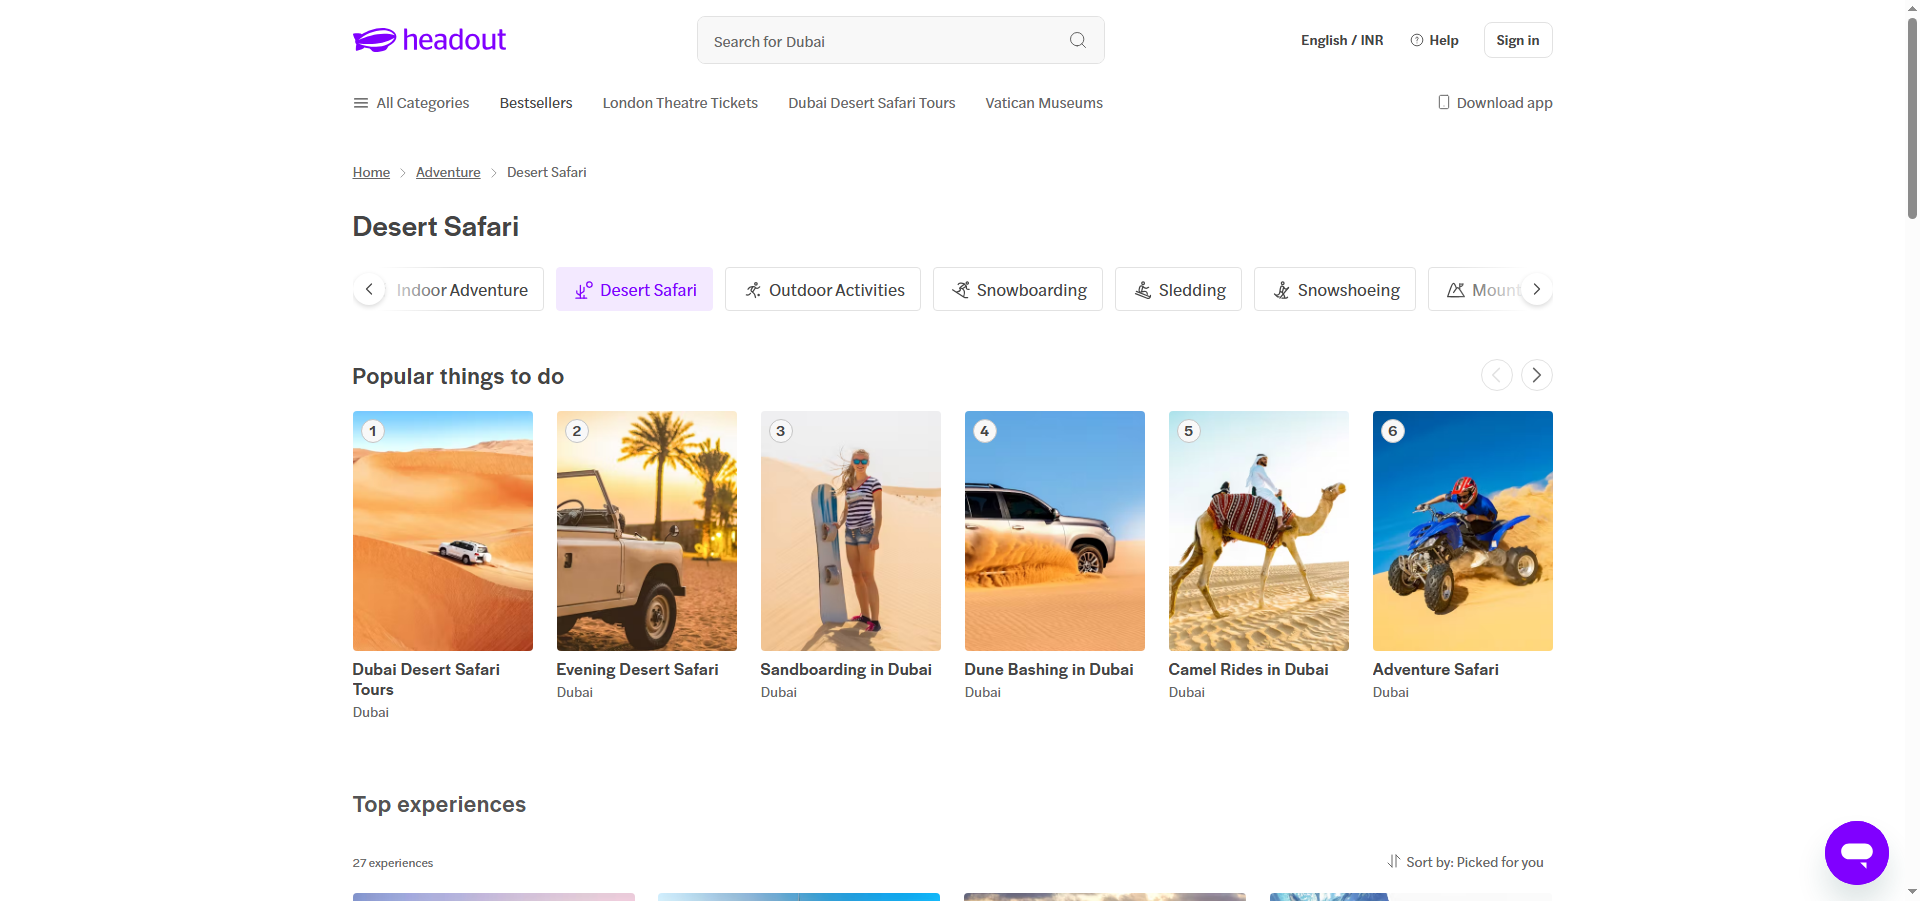 headout
Search for Dubai
English / INR
Help
Sign in
All Categories
Bestsellers
London Theatre Tickets
Dubai Desert Safari Tours
Vatican Museums
Download app
Home
Adventure
Desert Safari
Desert Safari
Indoor Adventure
Desert Safari
Outdoor Activities
Snowboarding
Sledding
Snowshoeing
Mount
Popular things to do
1
2
3
4
5
6
Dubai Desert Safari
Tours
Dubai
Evening Desert Safari
Dubai
Sandboarding in Dubai
Dubai
Dune Bashing in Dubai
Dubai
Camel Rides in Dubai
Dubai
Adventure Safari
Dubai
Top experiences
27 experiences
Sort by: Picked for you